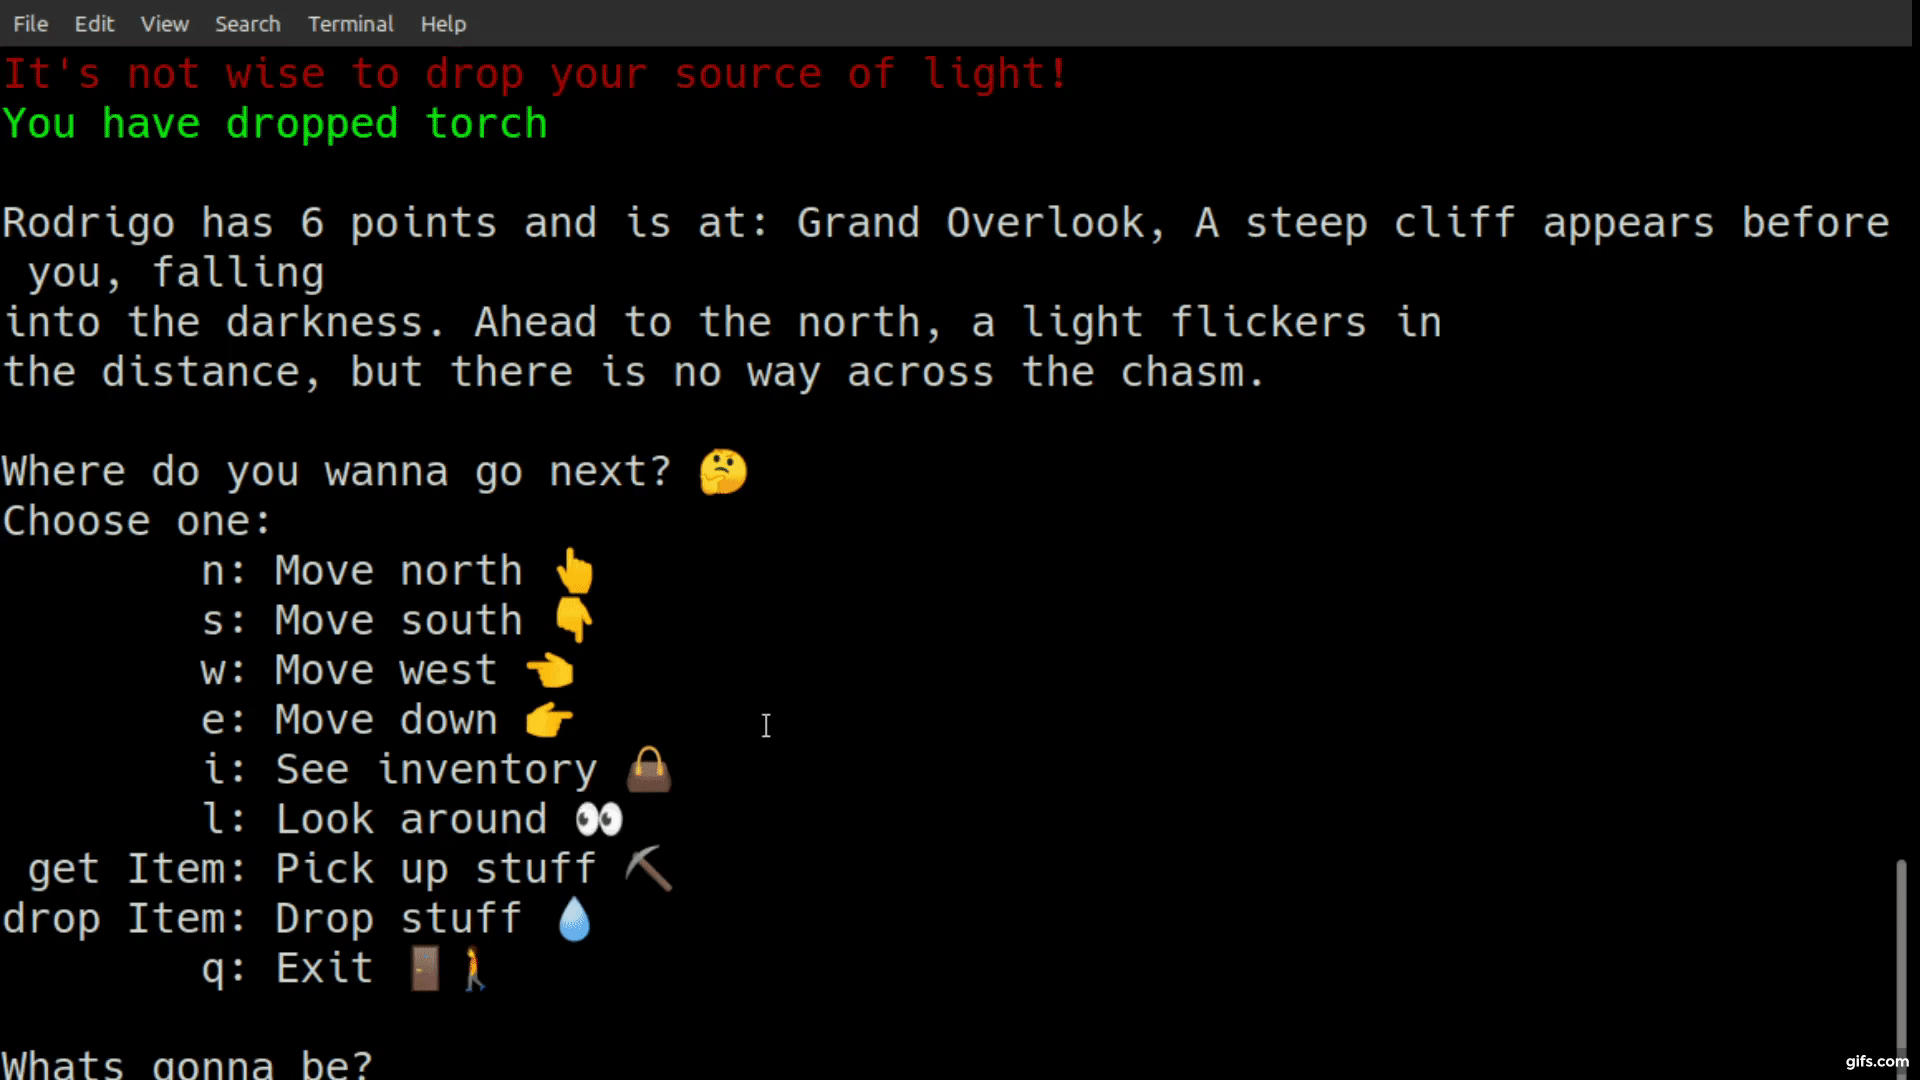 File Edit View Search Terminal Help
It's not wise to drop your source of light!
You have dropped torch
Rodrigo has 6 points and is at: Grand Overlook, A steep cliff appears before
you, falling
into the darkness. Ahead to the north, a light flickers in
the distance, but there is no way across the chasm.
Where do you wanna go next? 🤔
Choose one:
n: Move north 👆
s: Move south 👇
w: Move west 👈
e: Move down 👉
i: See inventory 👜
l: Look around 👀
get Item: Pick up stuff ⛏
drop Item: Drop stuff 💧
q: Exit 🚪🚶
Whats gonna be?
gifs.com